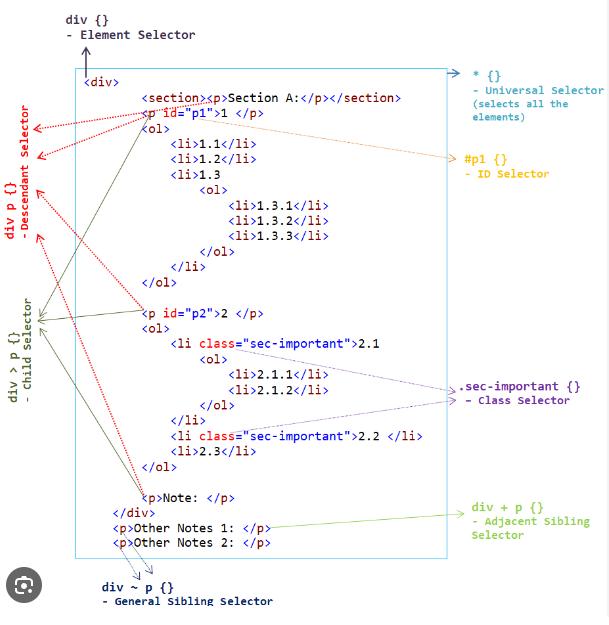 div {}
- Element Selector
<div>
* {}
- Universal Selector
(selects all the
elements)
<section><p>Section A:</p></section>
<p id="p1">1 </p>
<ol>
<li>1.1</li>
<li>1.2</li>
<li>1.3
<ol>
<li>1.3.1</li>
<li>1.3.2</li>
<li>1.3.3</li>
</ol>
</li>
</ol>
#p1 {}
- ID Selector
div p {}
- Descendant Selector
<p id="p2">2 </p>
<ol>
<li class="sec-important">2.1
<ol>
<li>2.1.1</li>
<li>2.1.2</li>
</ol>
</li>
<li class="sec-important">2.2 </li>
<li>2.3</li>
</ol>
div > p {}
- Child Selector
.sec-important {}
- Class Selector
<p>Note: </p>
</div>
<p>Other Notes 1: </p>
<p>Other Notes 2: </p>
div + p {}
- Adjacent Sibling
Selector
div ~ p {}
- General Sibling Selector